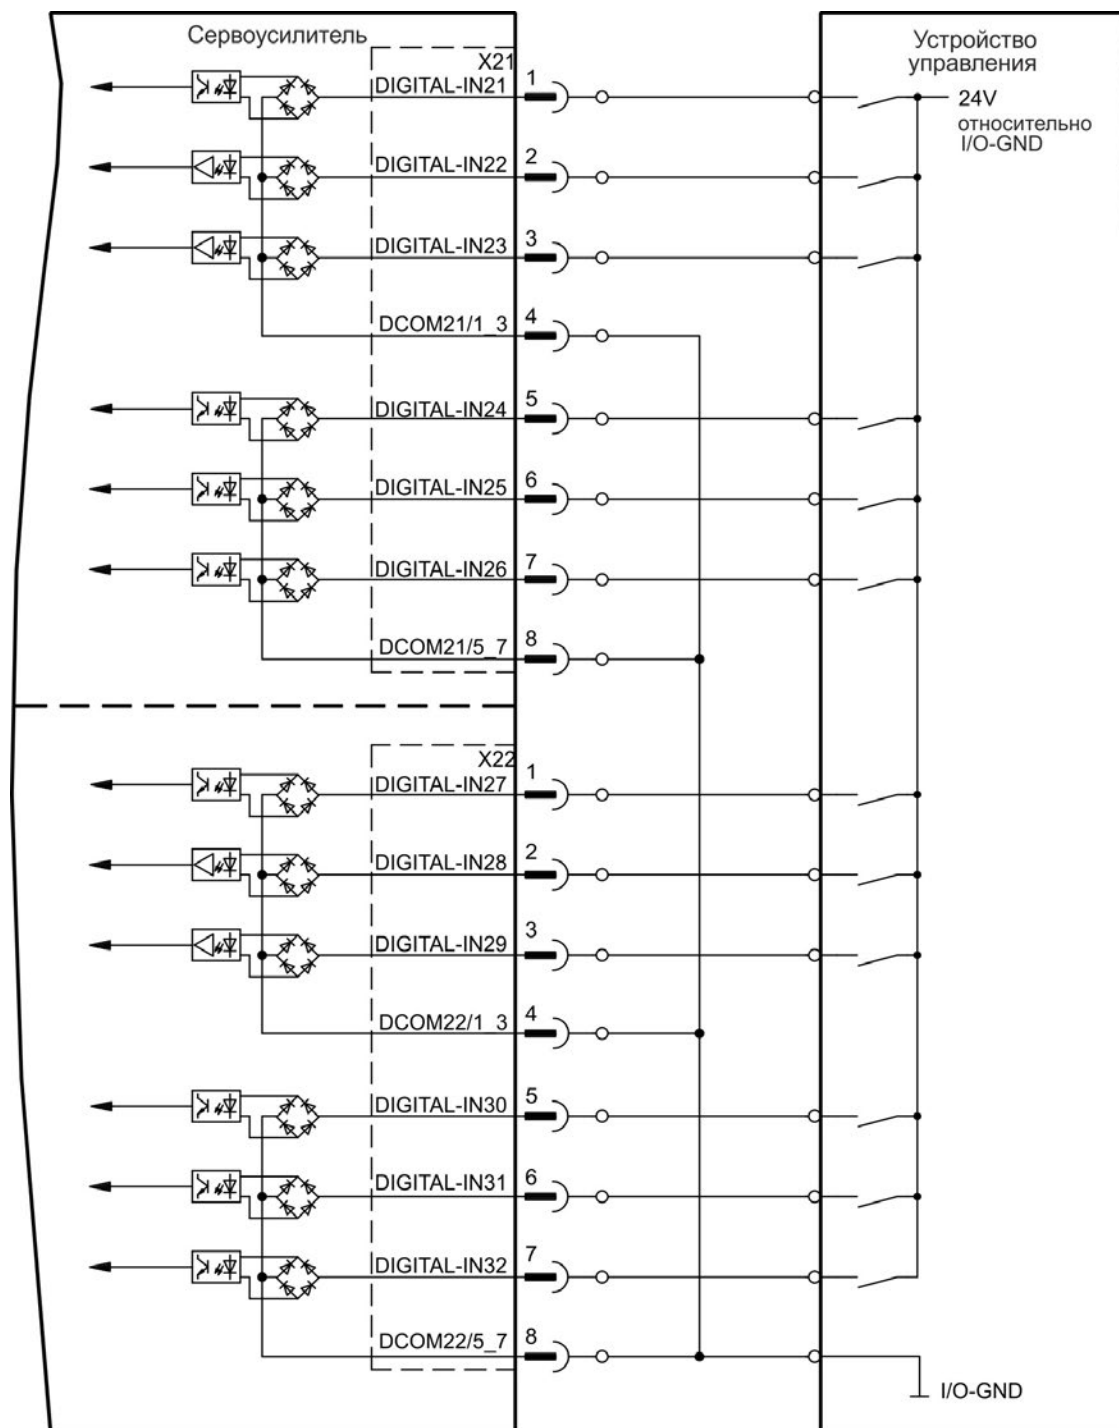 Сервоусилитель
Устройство
управления
X21
DIGITAL-IN21
1
24V
относительно
I/O-GND
DIGITAL-IN22
2
DIGITAL-IN23
3
DCOM21/1_3
4
DIGITAL-IN24
5
DIGITAL-IN25
6
DIGITAL-IN26
7
DCOM21/5_7
8
X22
DIGITAL-IN27
1
DIGITAL-IN28
2
DIGITAL-IN29
3
DCOM22/1_3
4
DIGITAL-IN30
5
DIGITAL-IN31
6
DIGITAL-IN32
7
DCOM22/5_7
8
I/O-GND